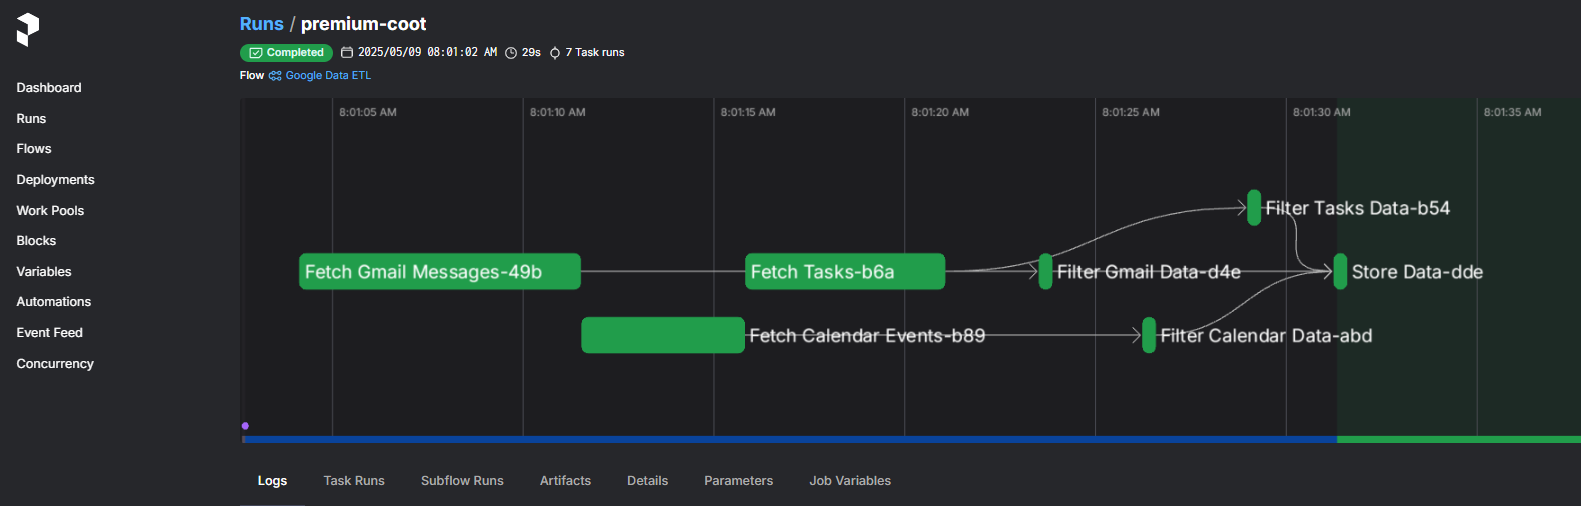 Runs / premium-coot
Completed 2025/05/09 08:01:02 AM 29s 7 Task runs
Flow Google Data ETL
Dashboard
Runs
Flows
Deployments
Work Pools
Blocks
Variables
Automations
Event Feed
Concurrency
8:01:05 AM 8:01:10 AM 8:01:15 AM 8:01:20 AM 8:01:25 AM 8:01:30 AM 8:01:35 AM
Filter Tasks Data-b54
Fetch Gmail Messages-49b Fetch Tasks-b6a Filter Gmail Data-d4e Store Data-dde
Fetch Calendar Events-b89 Filter Calendar Data-abd
Logs Task Runs Subflow Runs Artifacts Details Parameters Job Variables